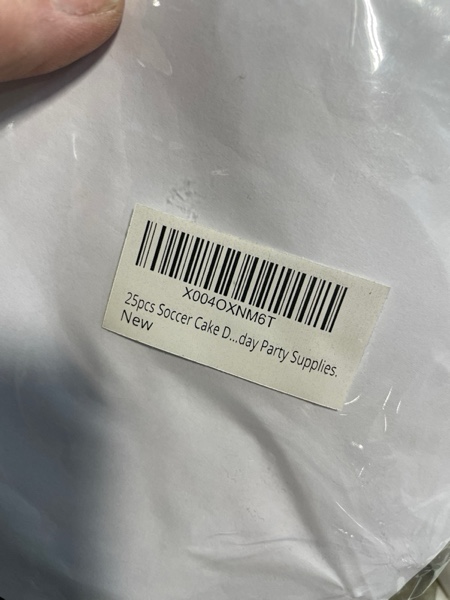 X004OXNM6T
25pcs Soccer Cake D...day Party Supplies.
New